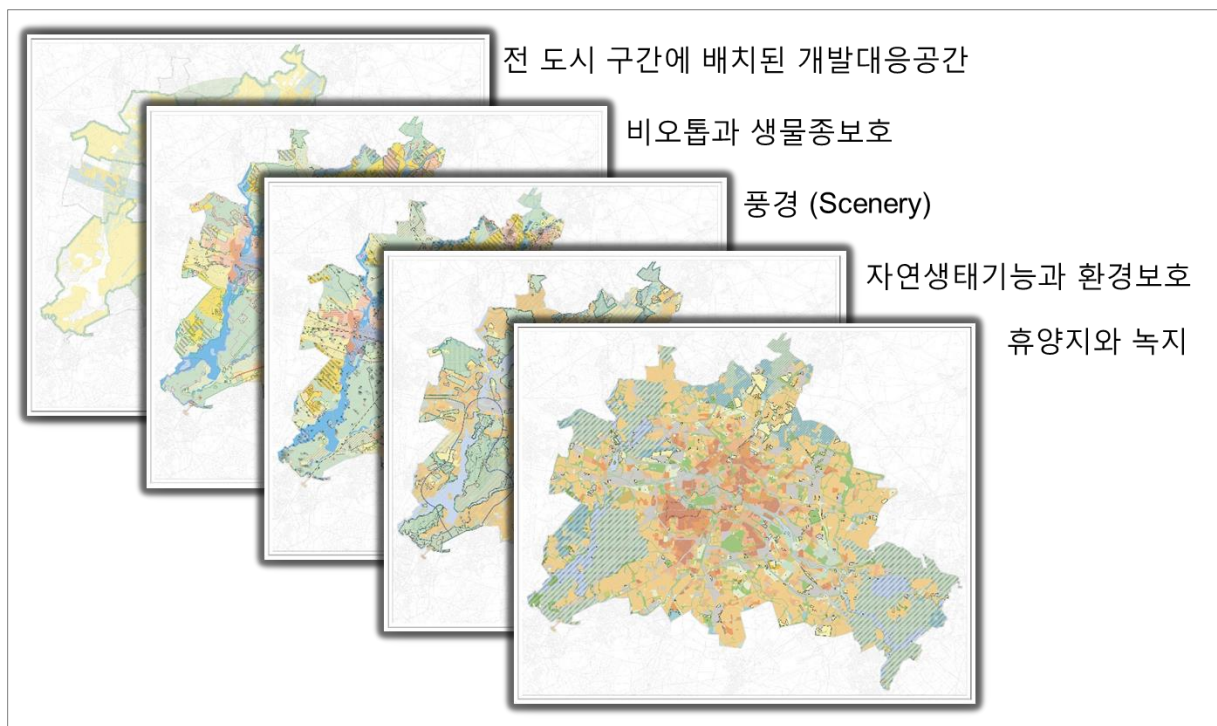 전 도시 구간에 배치된 개발대응공간
비오톱과 생물종보호
풍경 (Scenery)
자연생태기능과 환경보호
휴양지와 녹지